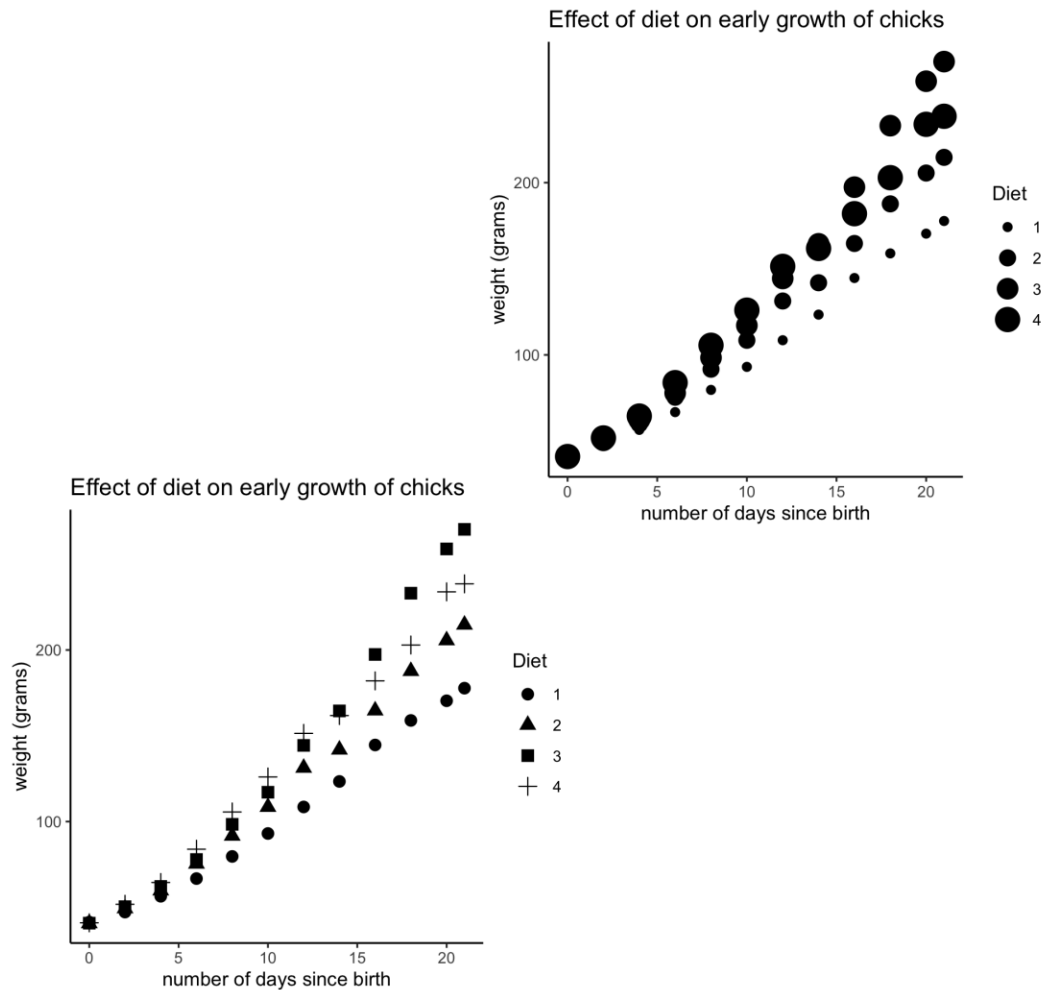 Effect of diet on early growth of chicks
200
100
weight (grams)
0
5
10
15
20
number of days since birth
Diet
1
2
3
4
Effect of diet on early growth of chicks
200
100
weight (grams)
0
5
10
15
20
number of days since birth
Diet
1
2
3
4